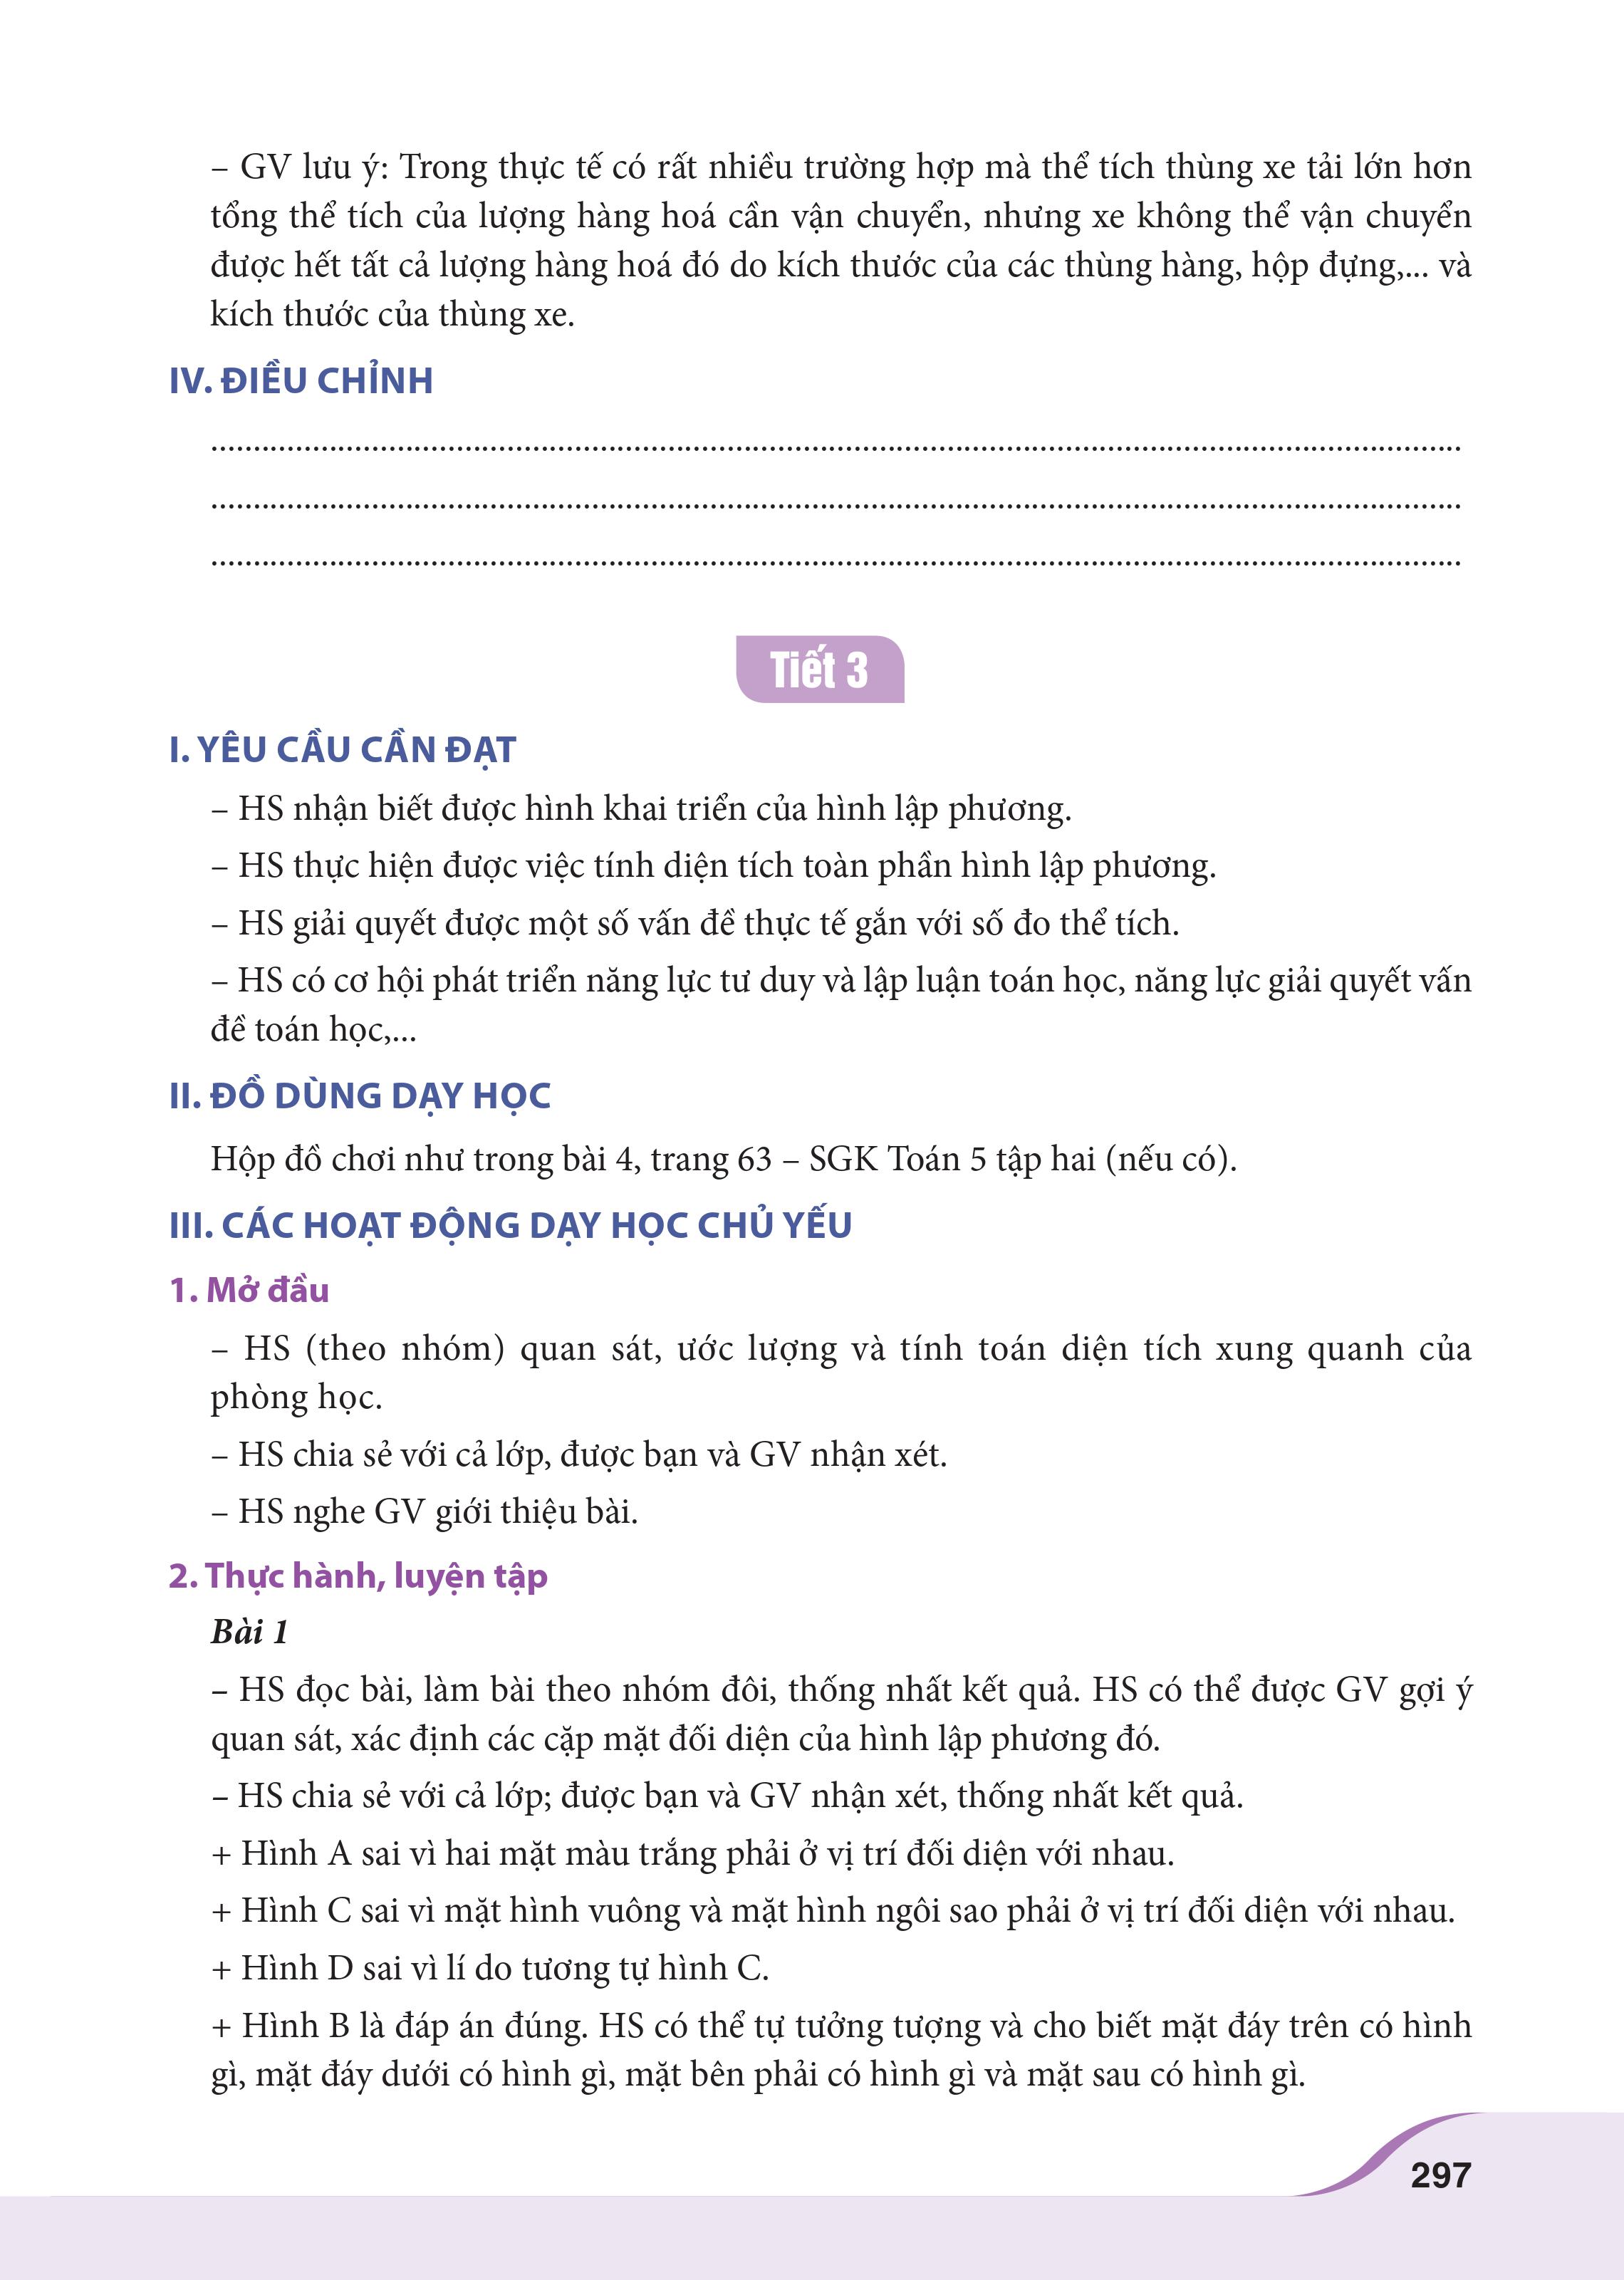 – GV lưu ý: Trong thực tế có rất nhiều trường hợp mà thể tích thùng xe tải lớn hơn
tổng thể tích của lượng hàng hoá cần vận chuyển, nhưng xe không thể vận chuyển
được hết tất cả lượng hàng hoá đó do kích thước của các thùng hàng, hộp đựng,... và
kích thước của thùng xe.
IV. ĐIỀU CHỈNH
Tiết 3
I. YÊU CẦU CẦN ĐẠT
– HS nhận biết được hình khai triển của hình lập phương.
– HS thực hiện được việc tính diện tích toàn phần hình lập phương.
– HS giải quyết được một số vấn đề thực tế gắn với số đo thể tích.
– HS có cơ hội phát triển năng lực tư duy và lập luận toán học, năng lực giải quyết vấn
đề toán học,...
II. ĐỒ DÙNG DẠY HỌC
Hộp đồ chơi như trong bài 4, trang 63 – SGK Toán 5 tập hai (nếu có).
III. CÁC HOẠT ĐỘNG DẠY HỌC CHỦ YẾU
1. Mở đầu
– HS (theo nhóm) quan sát, ước lượng và tính toán diện tích xung quanh của
phòng học.
– HS chia sẻ với cả lớp, được bạn và GV nhận xét.
– HS nghe GV giới thiệu bài.
2. Thực hành, luyện tập
Bài 1
– HS đọc bài, làm bài theo nhóm đôi, thống nhất kết quả. HS có thể được GV gợi ý
quan sát, xác định các cặp mặt đối diện của hình lập phương đó.
– HS chia sẻ với cả lớp; được bạn và GV nhận xét, thống nhất kết quả.
+ Hình A sai vì hai mặt màu trắng phải ở vị trí đối diện với nhau.
+ Hình C sai vì mặt hình vuông và mặt hình ngôi sao phải ở vị trí đối diện với nhau.
+ Hình D sai vì lí do tương tự hình C.
+ Hình B là đáp án đúng. HS có thể tự tưởng tượng và cho biết mặt đáy trên có hình
gì, mặt đáy dưới có hình gì, mặt bên phải có hình gì và mặt sau có hình gì.
297